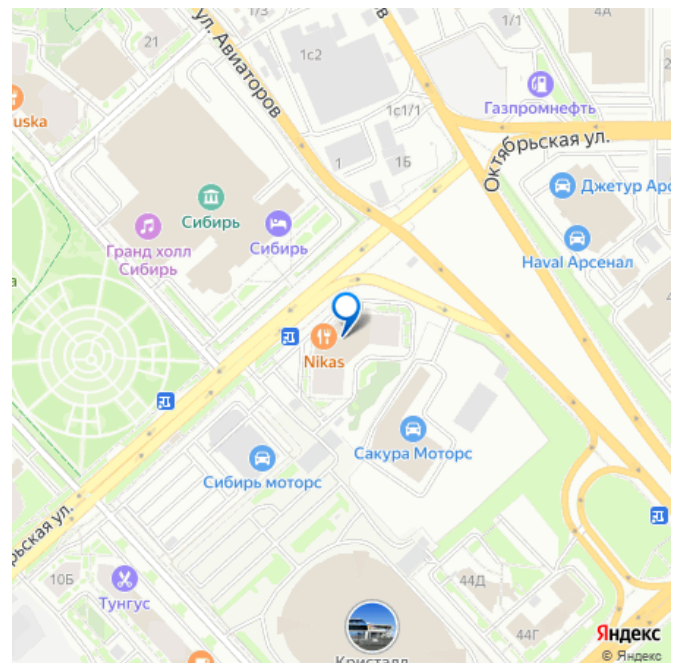 1/3
1/1
4А
21
1с2
ул. Авиаторов
Газпромнефть
uska
1с1/1
Октябрьская ул.
1
1Б
Джетур Арс
Сибирь
Сибирь
Гранд холл
Сибирь
Haval Арсенал
Nikas
Сакура Моторс
Сибирь моторс
рьская ул.
10Б
44Д
Тунгус
44Г
Яндекс
Кристалл
© Яндекс